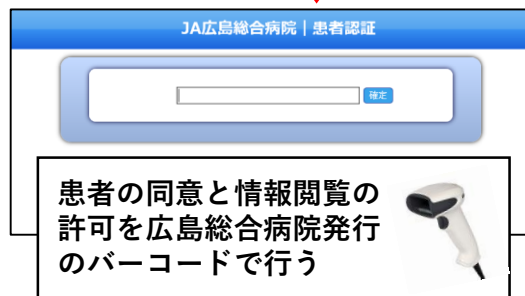 JA広島総合病院｜患者認証
確定
患者の同意と情報閲覧の
許可を広島総合病院発行
のバーコードで行う